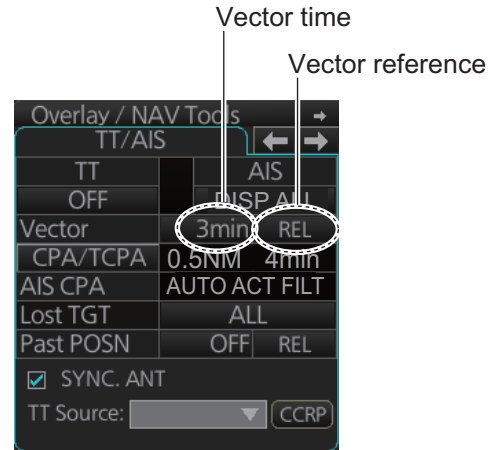 Vector time
Vector reference
Overlay / NAV Tools
TT/AIS
TT AIS
OFF DISP ALL
Vector 3min REL
CPA/TCPA 0.5NM 4min
AIS CPA AUTO ACT FILT
Lost TGT ALL
Past POSN OFF REL
SYNC. ANT
TT Source: CCRP